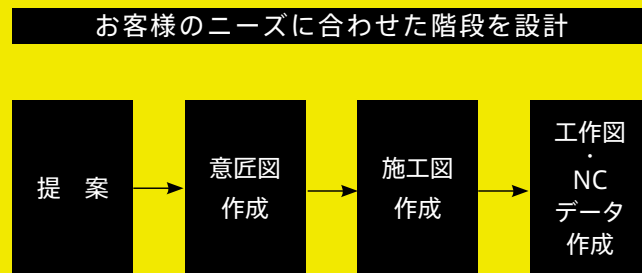 お客様のニーズに合わせた階段を設計
提　案
意匠図
作成
施工図
作成
工作図
・
NC
データ
作成